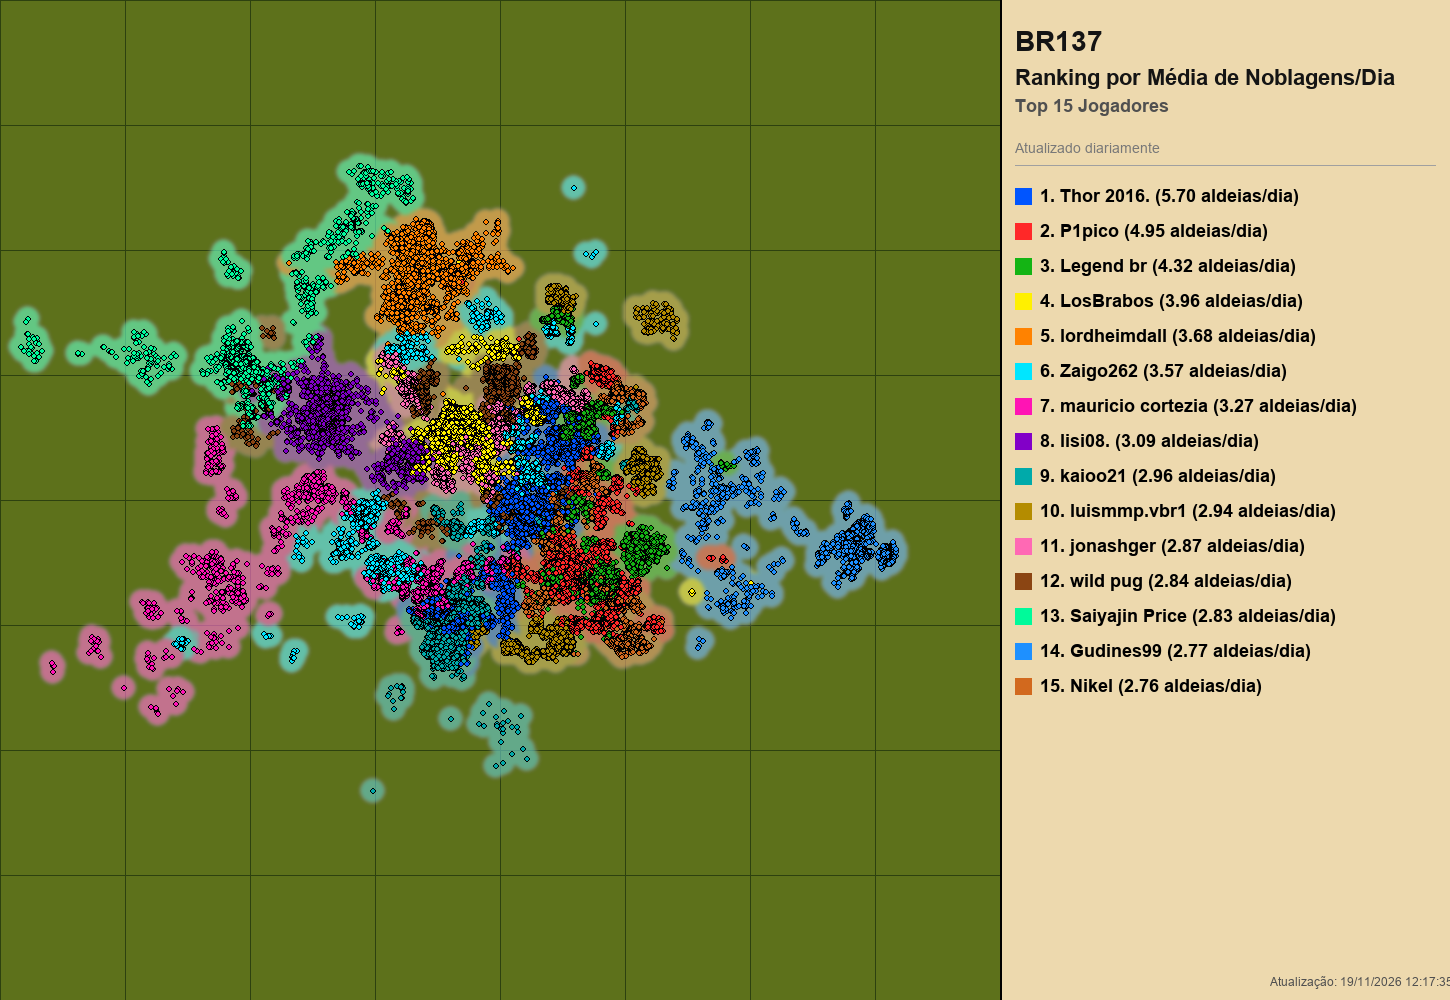 BR137
Ranking por Média de Noblagens/Dia
Top 15 Jogadores
Atualizado diariamente
1. Thor 2016. (5.70 aldeias/dia)
2. P1pico (4.95 aldeias/dia)
3. Legend br (4.32 aldeias/dia)
4. LosBrabos (3.96 aldeias/dia)
5. lordheimdall (3.68 aldeias/dia)
6. Zaigo262 (3.57 aldeias/dia)
7. mauricio cortezia (3.27 aldeias/dia)
8. lisi08. (3.09 aldeias/dia)
9. kaioo21 (2.96 aldeias/dia)
10. luismmp.vbr1 (2.94 aldeias/dia)
11. jonashger (2.87 aldeias/dia)
12. wild pug (2.84 aldeias/dia)
13. Saiyajin Price (2.83 aldeias/dia)
14. Gudines99 (2.77 aldeias/dia)
15. Nikel (2.76 aldeias/dia)
Atualização: 19/11/2026 12:17:35